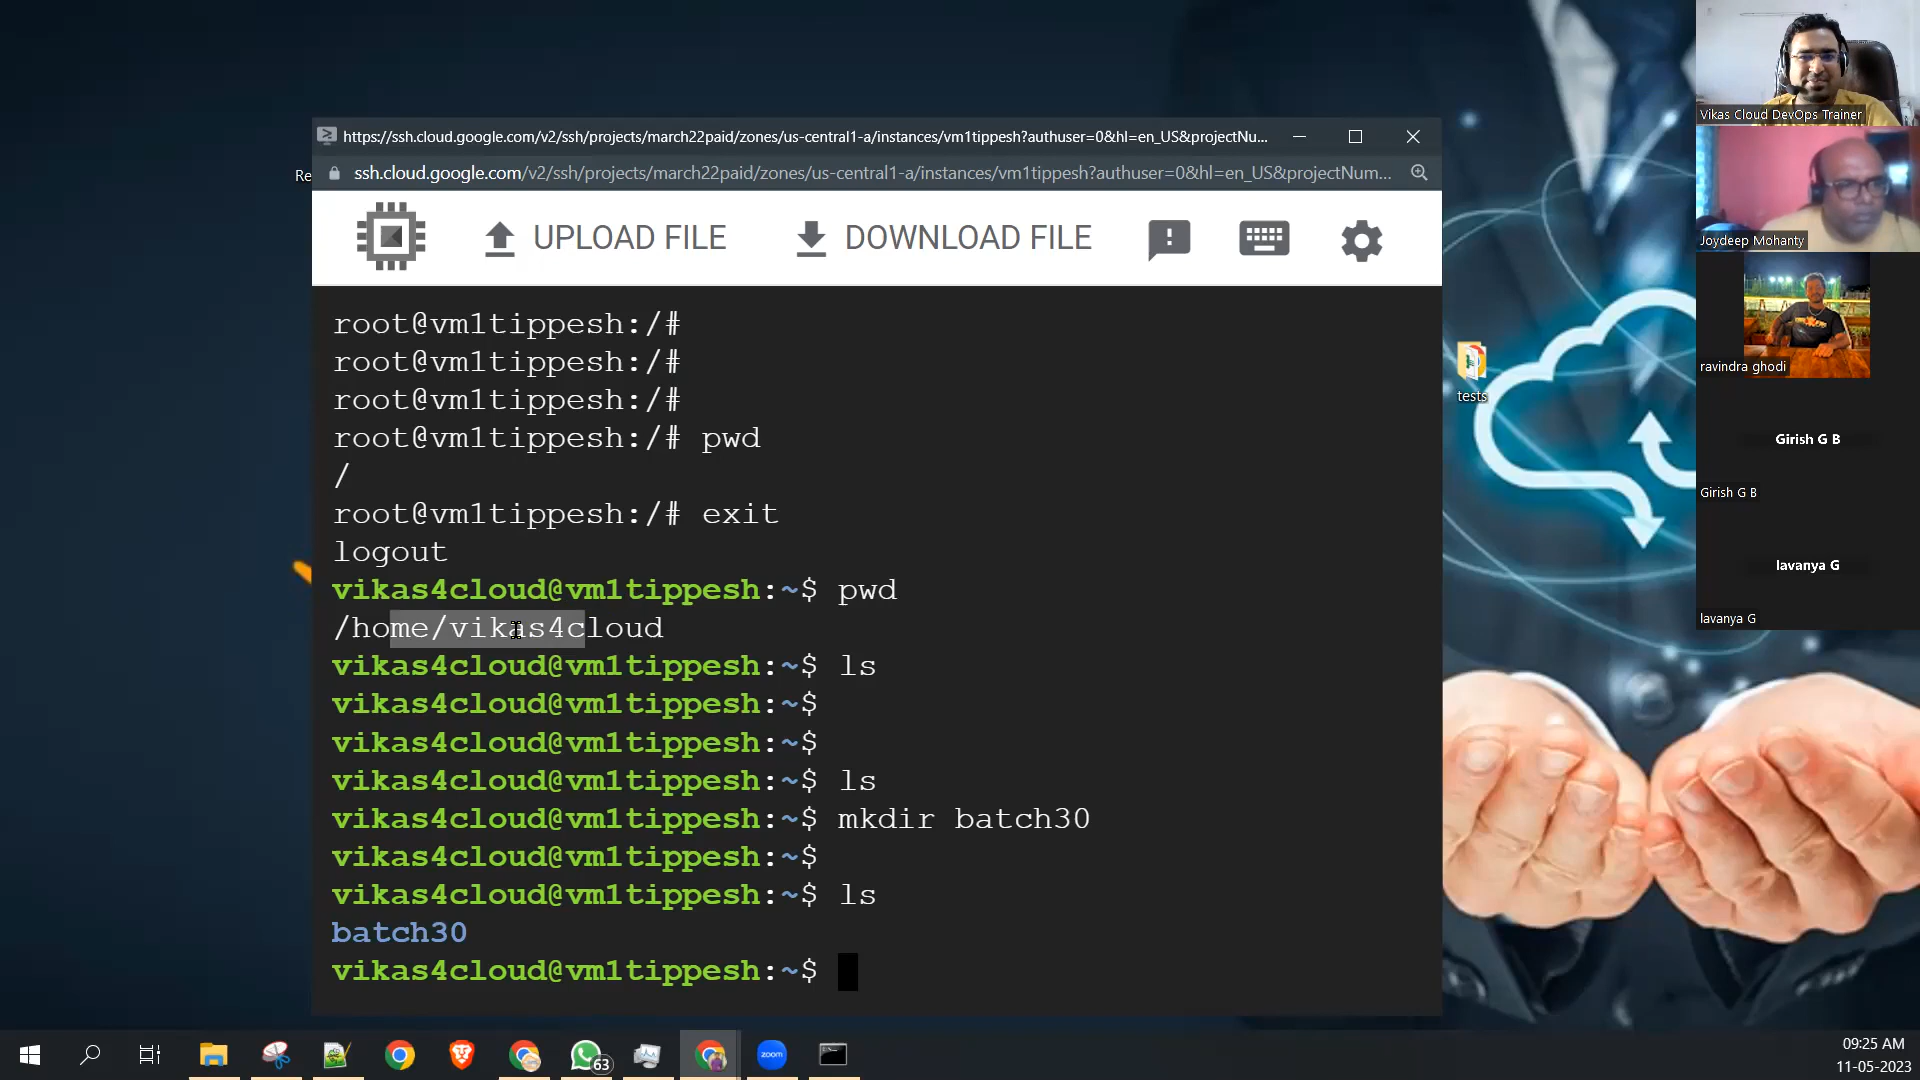 https://ssh.cloud.google.com/v2/ssh/projects/march22paid/zones/us-central1-a/instances/vm1tippesh?authuser=0&hl=en_US&projectNu...
Re
ssh.cloud.google.com/v2/ssh/projects/march22paid/zones/us-central1-a/instances/vm1tippesh?authuser=0&hl=en_US&projectNum...
UPLOAD FILE
DOWNLOAD FILE
root@vm1tippesh:/#
root@vm1tippesh:/#
root@vm1tippesh:/#
root@vm1tippesh:/# pwd
/
root@vm1tippesh:/# exit
logout
vikas4cloud@vm1tippesh:~$ pwd
/home/vikas4cloud
vikas4cloud@vm1tippesh:~$ ls
vikas4cloud@vm1tippesh:~$
vikas4cloud@vm1tippesh:~$
vikas4cloud@vm1tippesh:~$ ls
vikas4cloud@vm1tippesh:~$ mkdir batch30
vikas4cloud@vm1tippesh:~$
vikas4cloud@vm1tippesh:~$ ls
batch30
vikas4cloud@vm1tippesh:~$
tests
Vikas Cloud DevOps Trainer
Joydeep Mohanty
ravindra ghodi
Girish G B
Girish G B
lavanya G
lavanya G
63
zoom
09:25 AM
11-05-2023